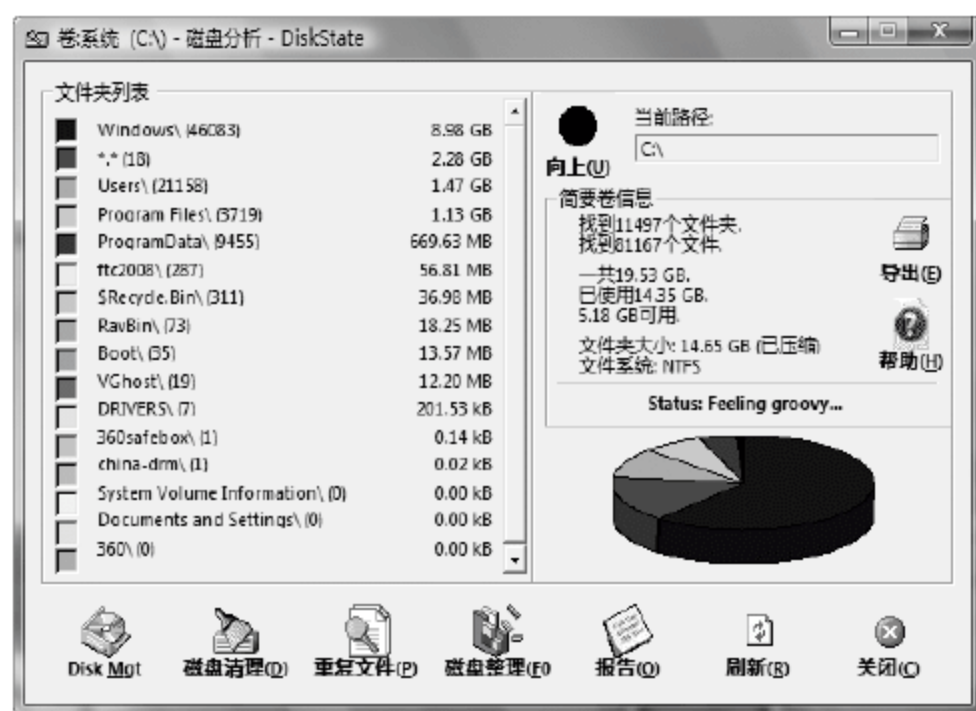 卷:系统 (C:\) - 磁盘分析 - DiskState
文件夹列表
Windows\ (46083) 8.98 GB
*.* (18) 2.28 GB
Users\ (21158) 1.47 GB
Program Files\ (3719) 1.13 GB
ProgramData\ (9455) 669.63 MB
ftc2008\ (287) 56.81 MB
$Recycle.Bin\ (311) 36.98 MB
RavBin\ (73) 18.25 MB
Boot\ (35) 13.57 MB
VGhost\ (19) 12.20 MB
DRIVERS\ (7) 201.53 kB
360safebox\ (1) 0.14 kB
china-drm\ (1) 0.02 kB
System Volume Information\ (0) 0.00 kB
Documents and Settings\ (0) 0.00 kB
360\ (0) 0.00 kB
向上(U)
当前路径:
C:\
简要卷信息
找到11497个文件夹.
找到81167个文件.
一共19.53 GB.
已使用14.35 GB.
5.18 GB可用.
文件夹大小: 14.65 GB (已压缩)
文件系统: NTFS
导出(E)
帮助(H)
Status: Feeling groovy...
Disk Mgt
磁盘清理(D)
重复文件(P)
磁盘整理(F0
报告(O)
刷新(R)
关闭(C)